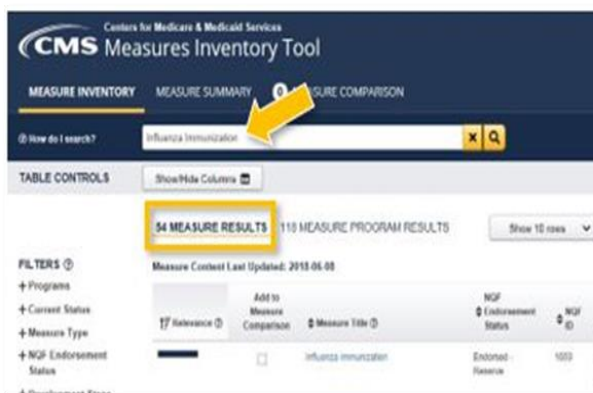 Centers for Medicare & Medicaid Services
CMS Measures Inventory Tool
MEASURE INVENTORY MEASURE SUMMARY 0 MEASURE COMPARISON
How do I search? Influenza Immunization x
TABLE CONTROLS Show/Hide Columns
54 MEASURE RESULTS 118 MEASURE PROGRAM RESULTS Show 10 rows
FILTERS
Measure Content Last Updated: 2018-06-08
+ Programs
+ Current Status
+ Measure Type
+ NQF Endorsement Status
Relevance
Add to Measure Comparison
Measure Title
NQF Endorsement Status
NQF ID
Influenza Immunization Endorsed - Reserve